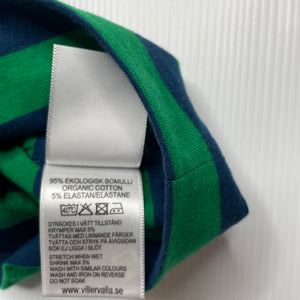 95% EKOLOGISK BOMULL/
ORGANIC COTTON
5% ELASTAN/ELASTANE
40°C
STRÄCKES I VÅTT TILLSTÅND
KRYMPER MAX 5%
TVÄTTAS MED LIKNANDE FÄRGER
TVÄTTA OCH STRYK PÅ AVIGSIDAN
BÖR EJ LIGGA I BLÖT
STRETCH WHEN WET
SHRINK MAX 5%
WASH WITH SIMILAR COLOURS
WASH AND IRON ON REVERSE
DO NOT SOAK
www.villervalla.se